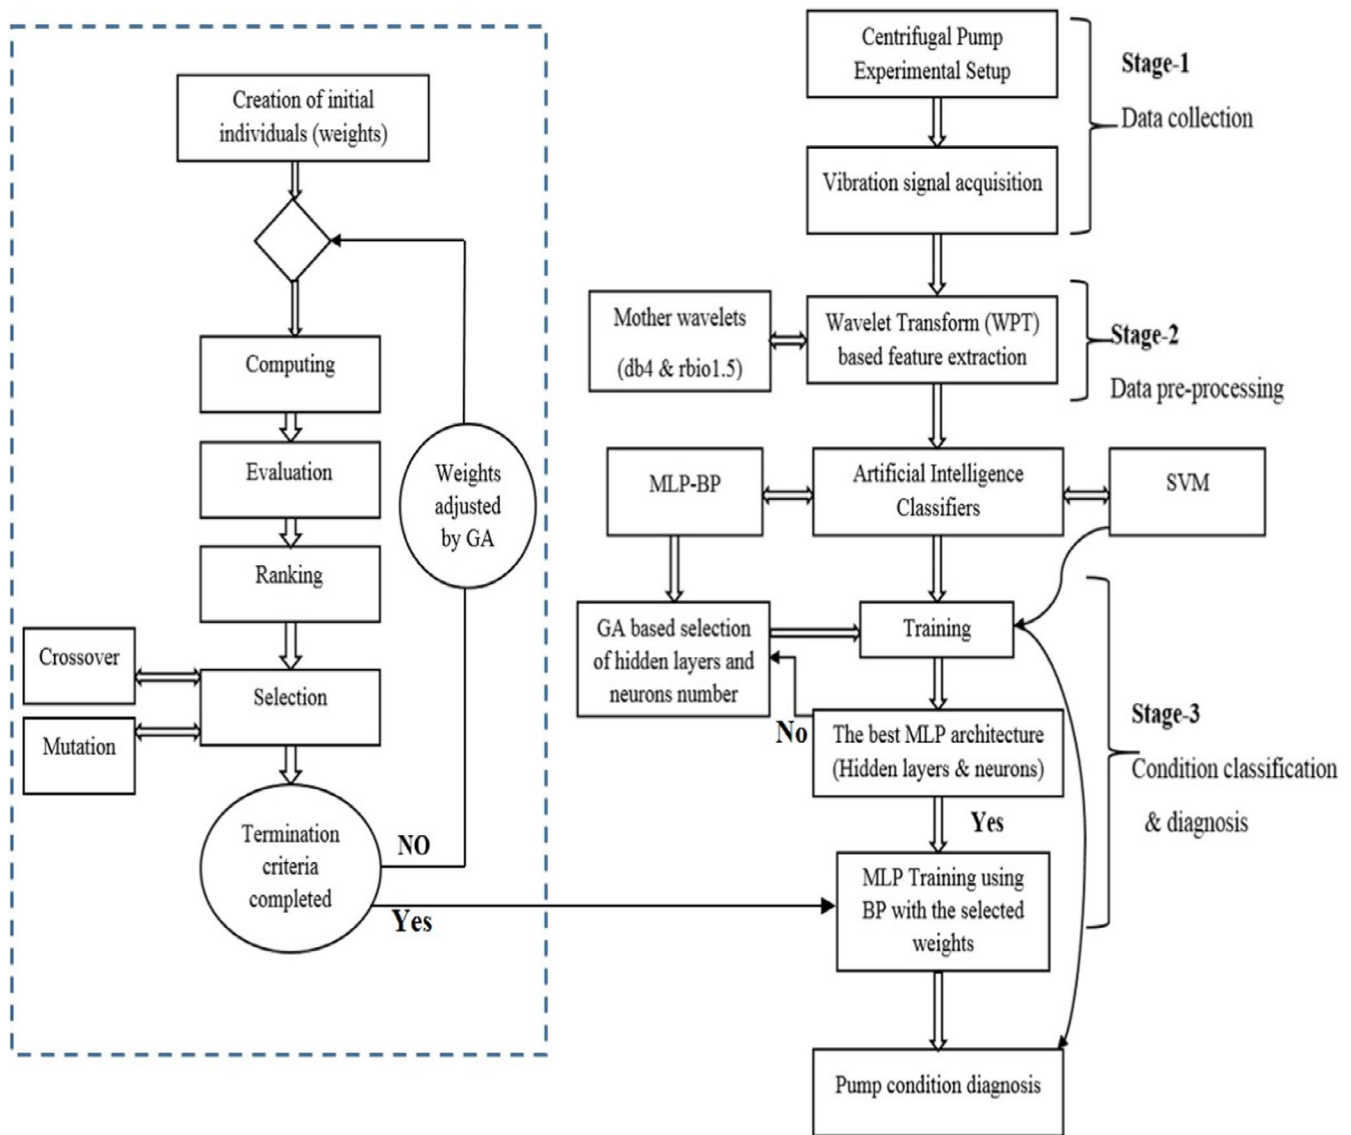 Creation of initial
individuals (weights)
Computing
Evaluation
Ranking
Crossover
Selection
Mutation
Termination
criteria
completed
NO
Yes
Weights
adjusted
by GA
Centrifugal Pump
Experimental Setup
Vibration signal acquisition
Stage-1
Data collection
Mother wavelets
(db4 & rbio1.5)
Wavelet Transform (WPT)
based feature extraction
Stage-2
Data pre-processing
MLP-BP
Artificial Intelligence
Classifiers
SVM
GA based selection
of hidden layers and
neurons number
Training
No
The best MLP architecture
(Hidden layers & neurons)
Yes
Stage-3
Condition classification
& diagnosis
MLP Training using
BP with the selected
weights
Pump condition diagnosis